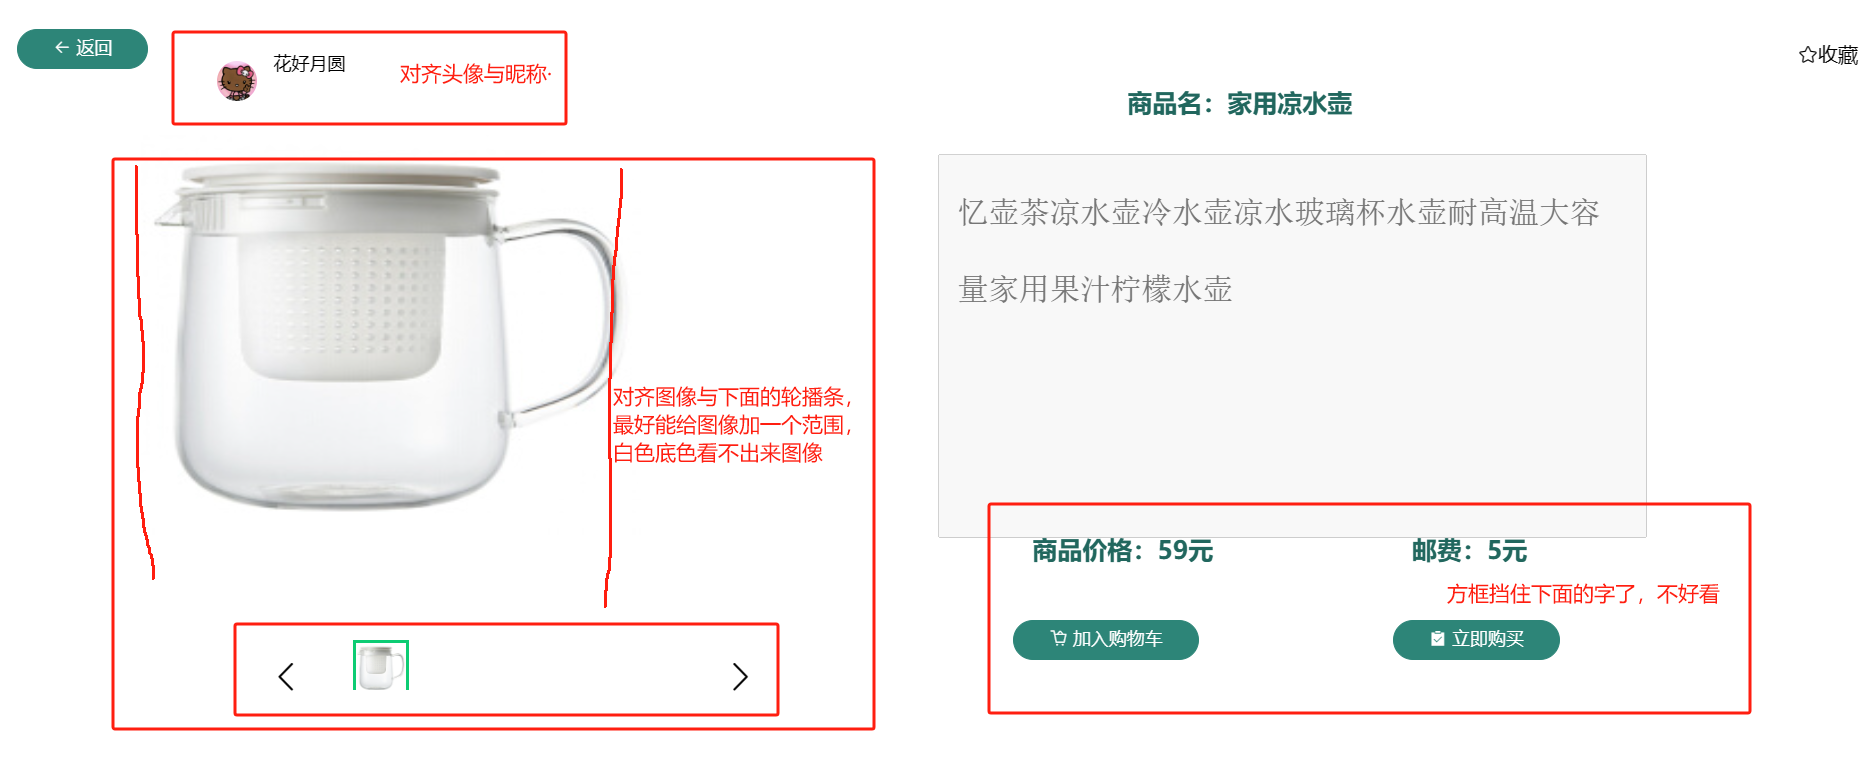 返回
花好月圆
对齐头像与昵称·
收藏
商品名：家用凉水壶
忆壶茶凉水壶冷水壶凉水玻璃杯水壶耐高温大容
量家用果汁柠檬水壶
对齐图像与下面的轮播条，
最好能给图像加一个范围，
白色底色看不出来图像
商品价格：59元
邮费：5元
方框挡住下面的字了，不好看
加入购物车
立即购买